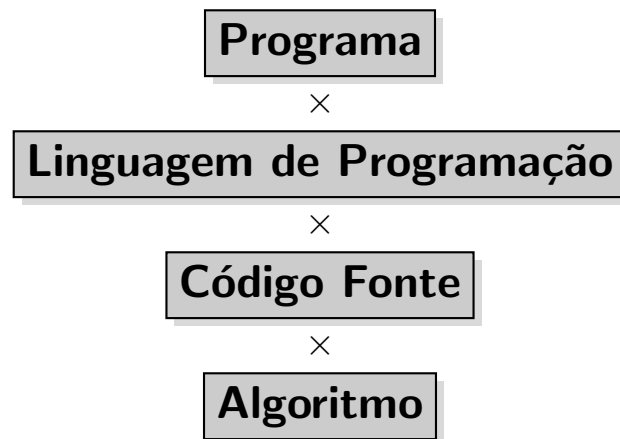 Programa
×
Linguagem de Programação
×
Código Fonte
×
Algoritmo